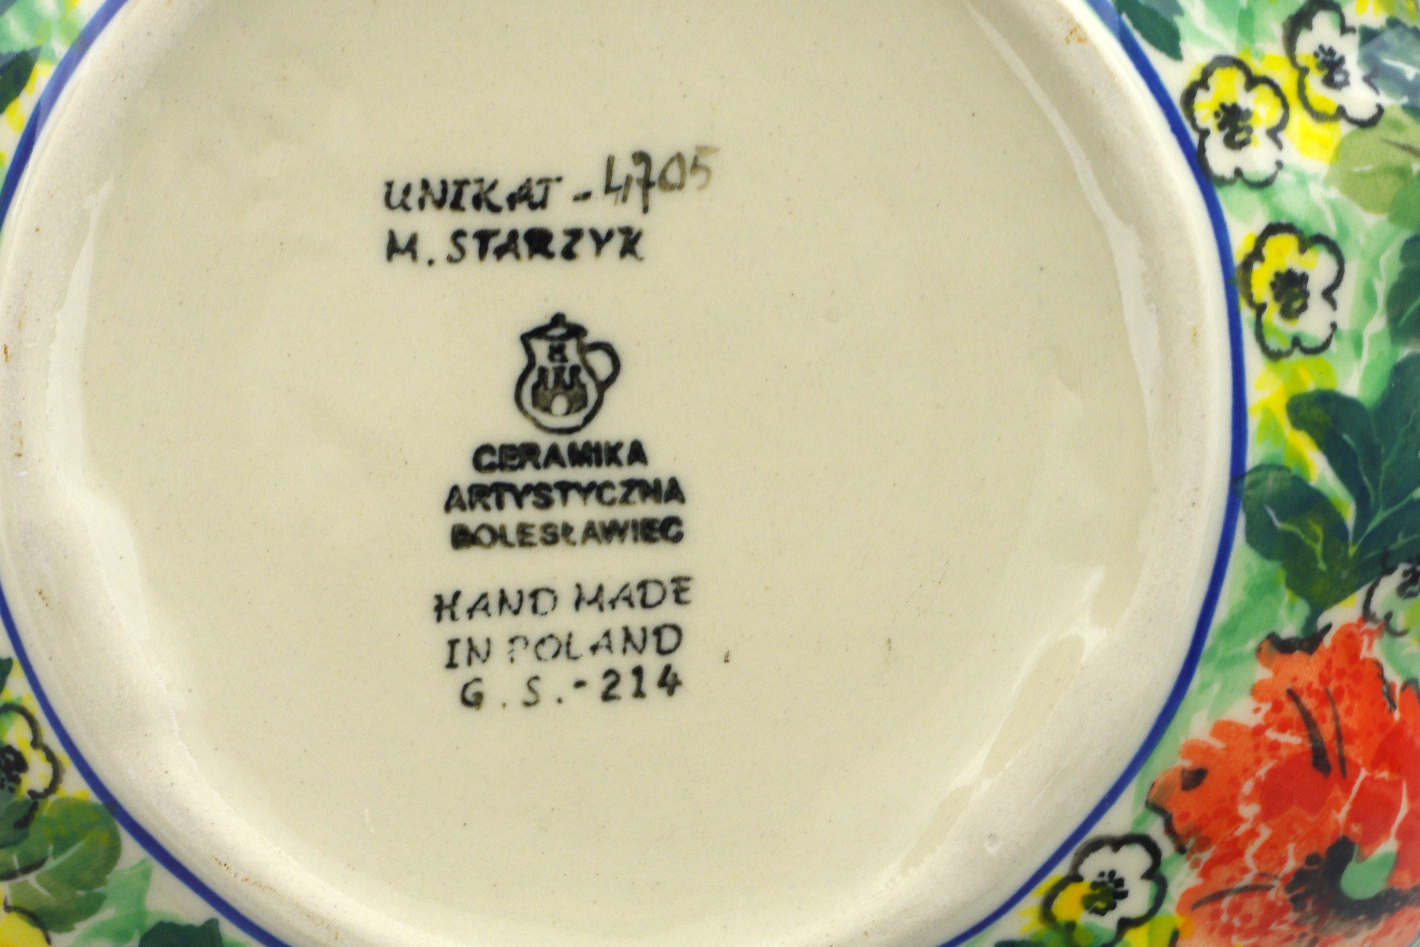 UNIKAT - 4705
M. STARZYK
CERAMIKA
ARTYSTYCZNA
BOLESŁAWIEC
HAND MADE
IN POLAND
G. S. - 214